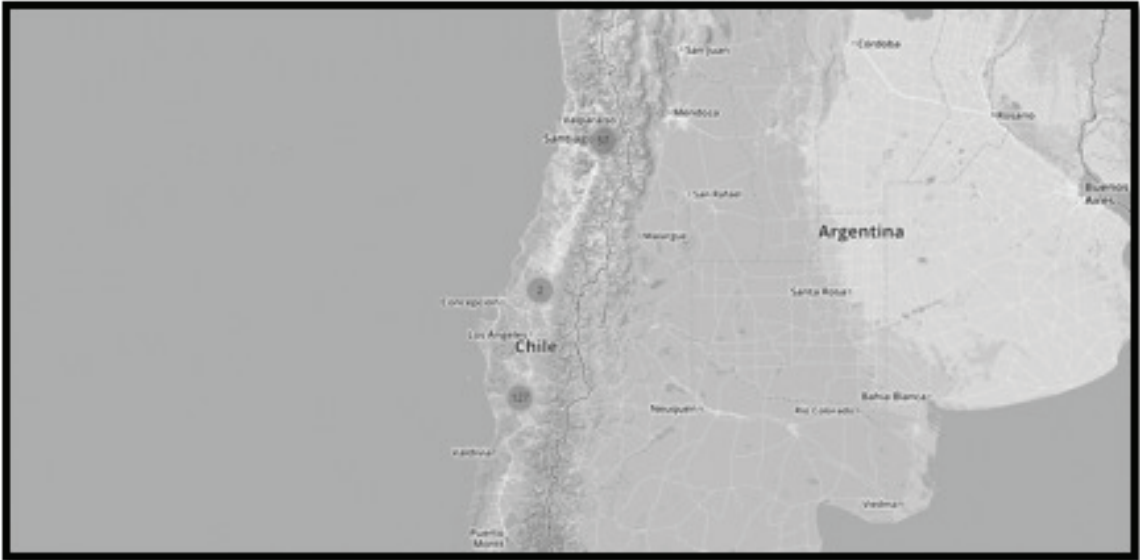 San Juan
Córdoba
Mendoza
Valparaíso
Rosario
Buenos
Aires
San Rafael
Malargüe
Argentina
2
Santa Rosa
Concepción
Los Ángeles
Chile
127
Bahía Blanca
Neuquén
Río Colorado
Valdivia
Viedma
Puerto
Montt